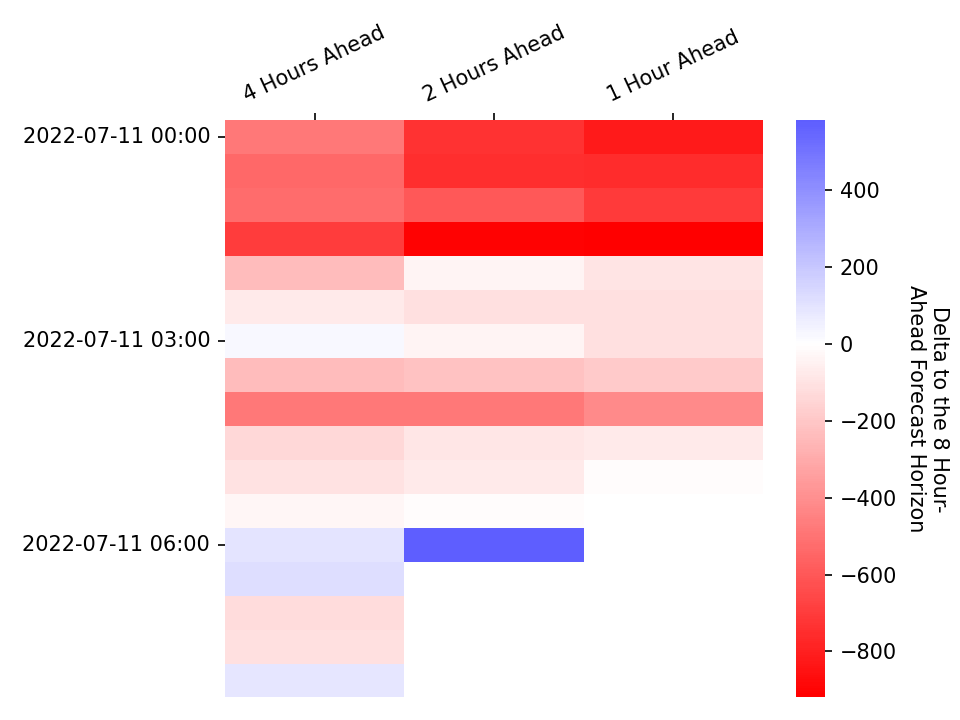 4 Hours Ahead
2 Hours Ahead
1 Hour Ahead
2022-07-11 00:00
2022-07-11 03:00
2022-07-11 06:00
400
200
0
−200
−400
−600
−800
Delta to the 8 Hour-
Ahead Forecast Horizon